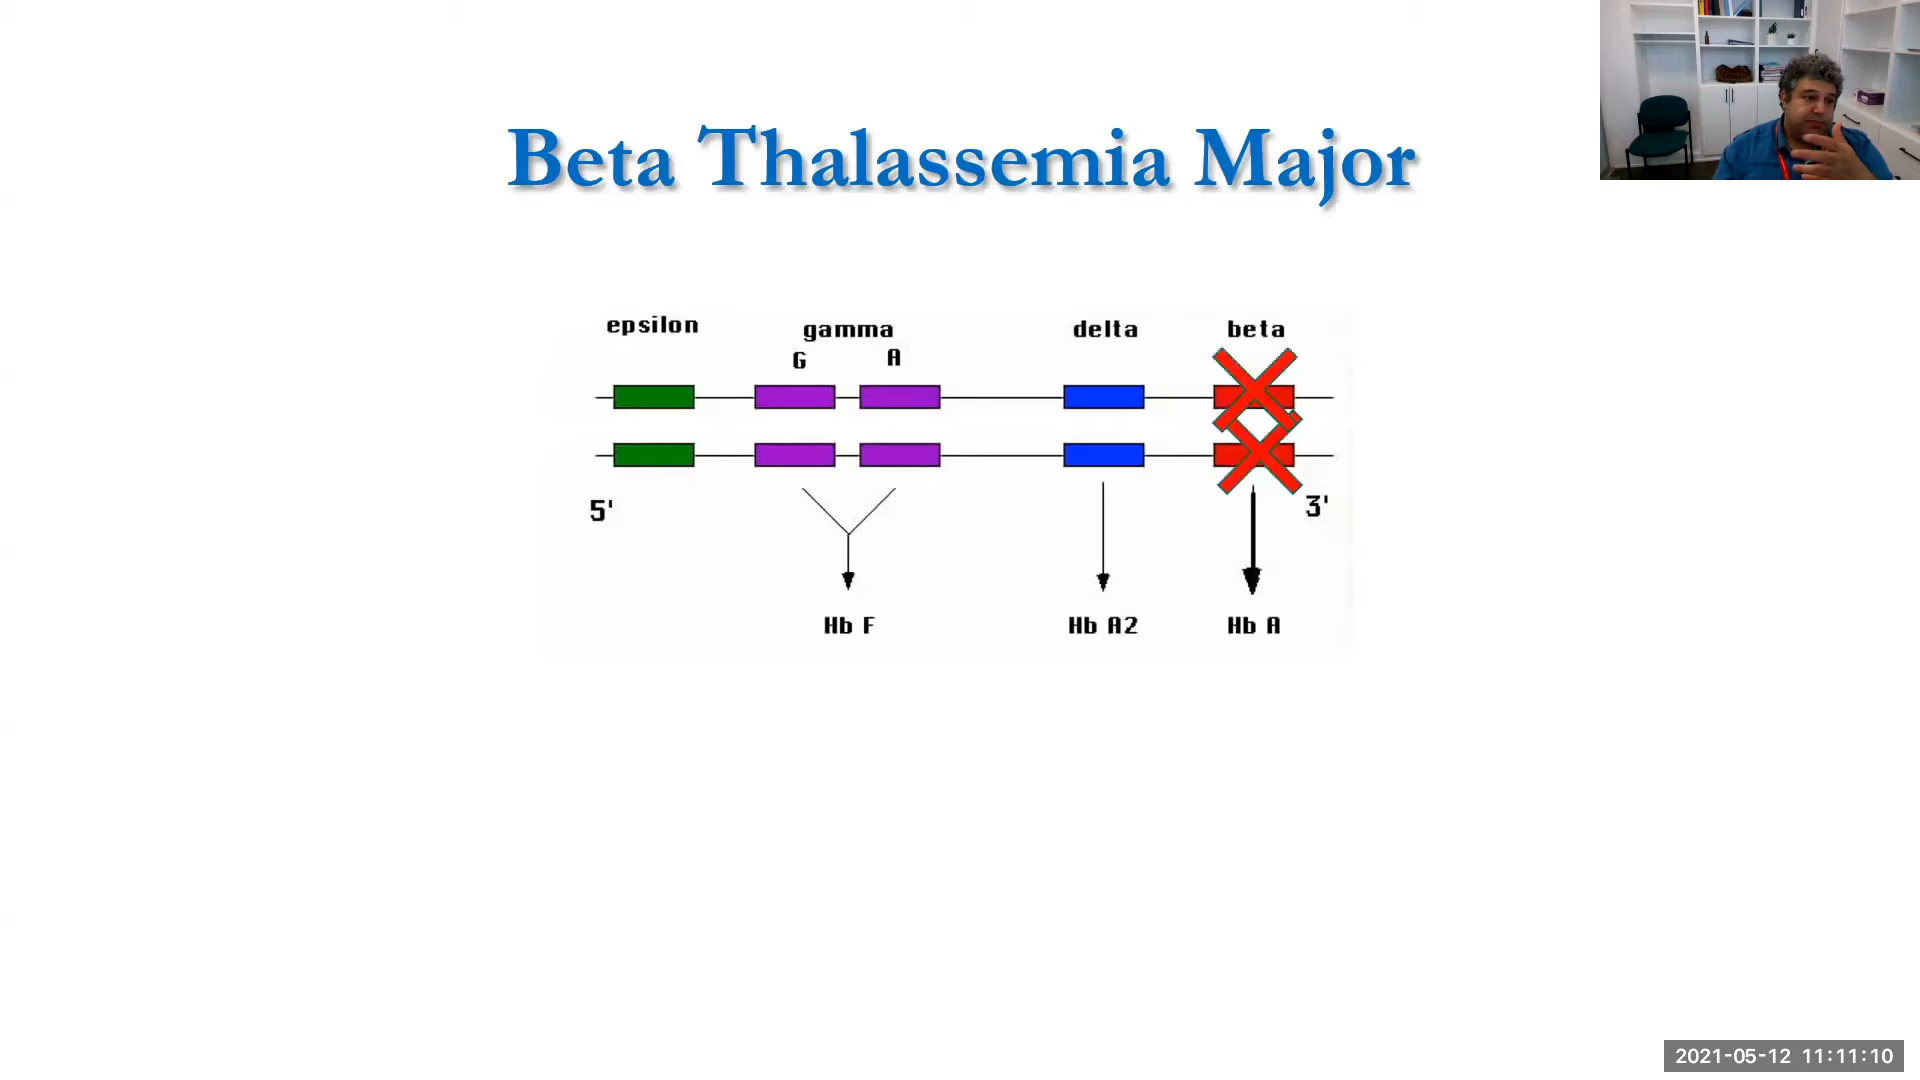 Beta Thalassemia Major
epsilon gamma delta beta
G A
5' 3'
Hb F Hb A2 Hb A
2021-05-12 11:11:10